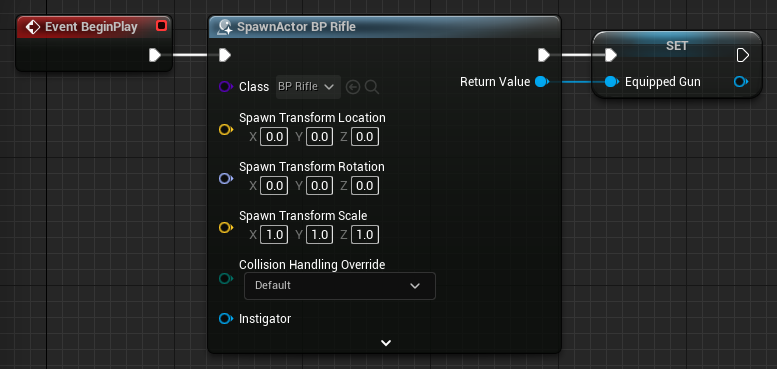 Event BeginPlay
SpawnActor BP Rifle
SET
Return Value
Equipped Gun
Class BP Rifle
Spawn Transform Location
X 0.0 Y 0.0 Z 0.0
Spawn Transform Rotation
X 0.0 Y 0.0 Z 0.0
Spawn Transform Scale
X 1.0 Y 1.0 Z 1.0
Collision Handling Override
Default
Instigator